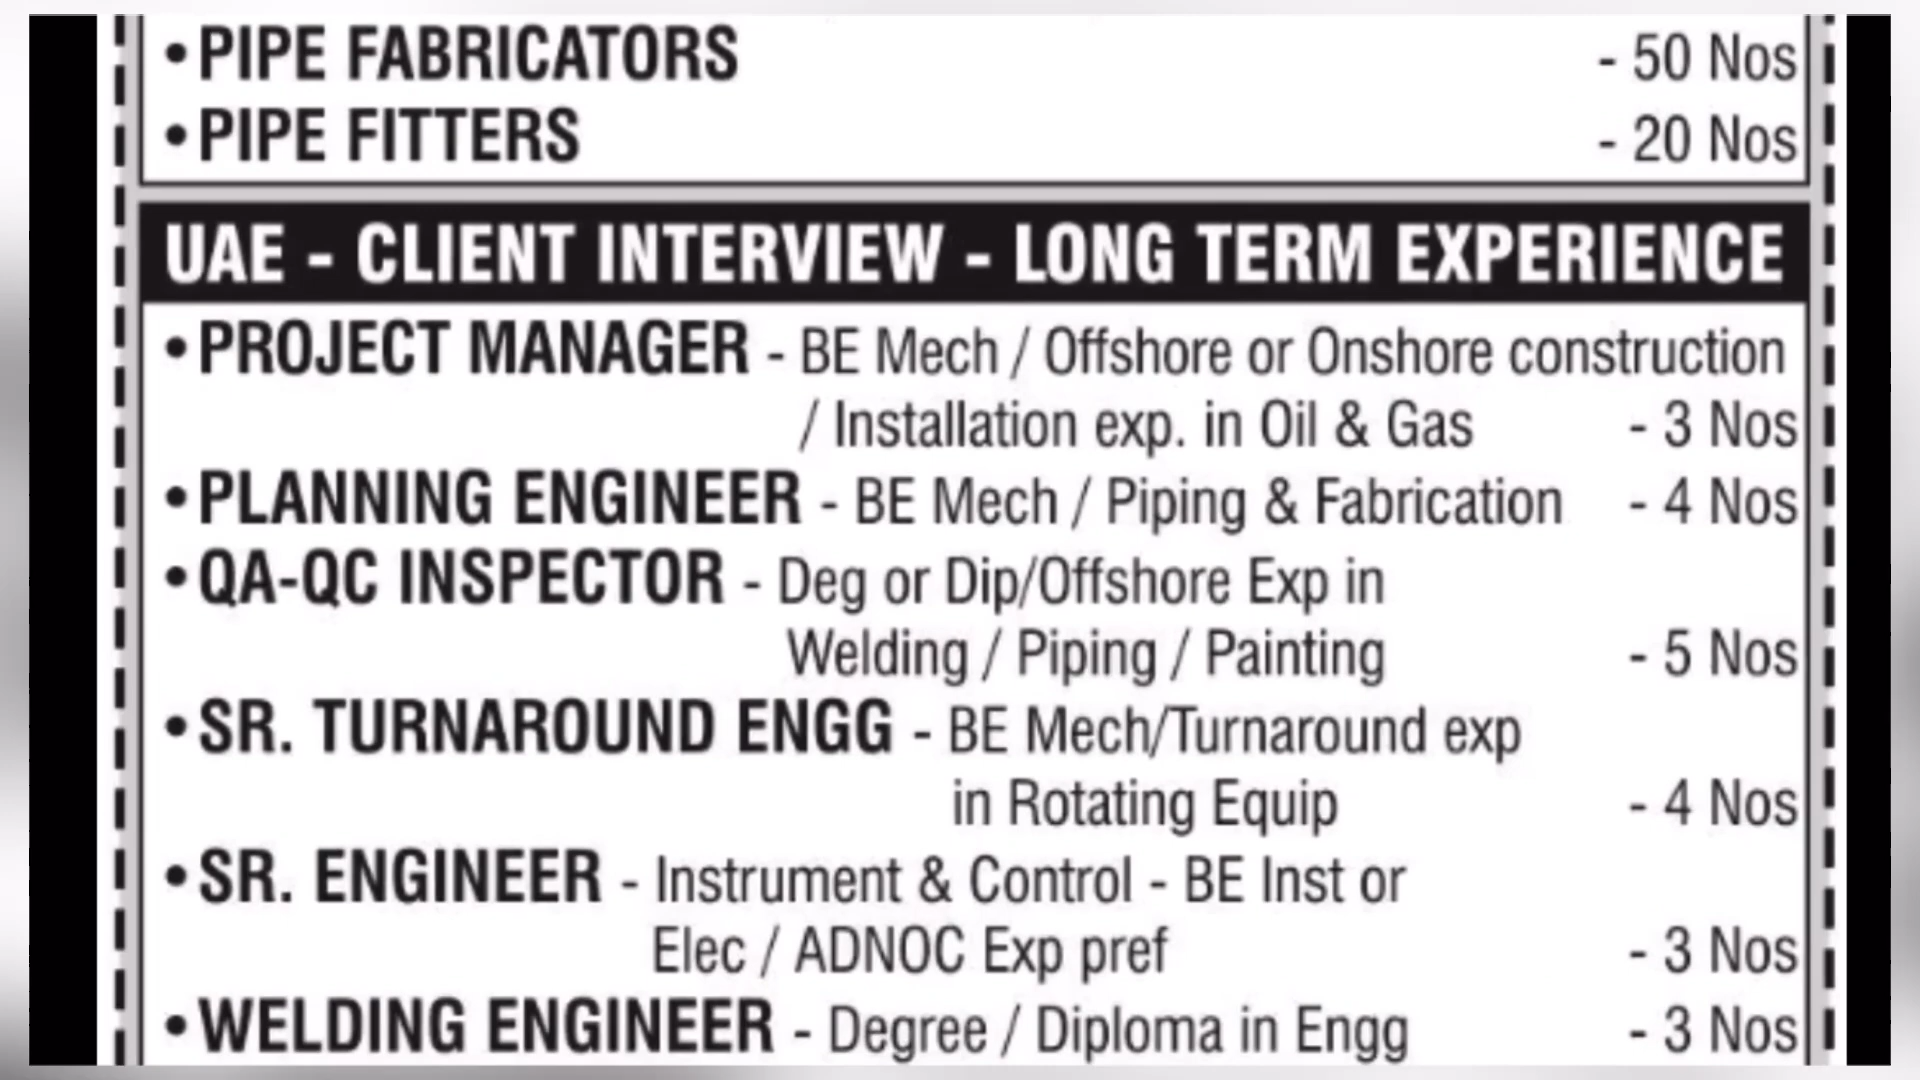 • PIPE FABRICATORS - 50 Nos
• PIPE FITTERS - 20 Nos
UAE - CLIENT INTERVIEW - LONG TERM EXPERIENCE
• PROJECT MANAGER - BE Mech / Offshore or Onshore construction
/ Installation exp. in Oil & Gas - 3 Nos
• PLANNING ENGINEER - BE Mech / Piping & Fabrication - 4 Nos
• QA-QC INSPECTOR - Deg or Dip/Offshore Exp in
Welding / Piping / Painting - 5 Nos
• SR. TURNAROUND ENGG - BE Mech/Turnaround exp
in Rotating Equip - 4 Nos
• SR. ENGINEER - Instrument & Control - BE Inst or
Elec / ADNOC Exp pref - 3 Nos
• WELDING ENGINEER - Degree / Diploma in Engg - 3 Nos